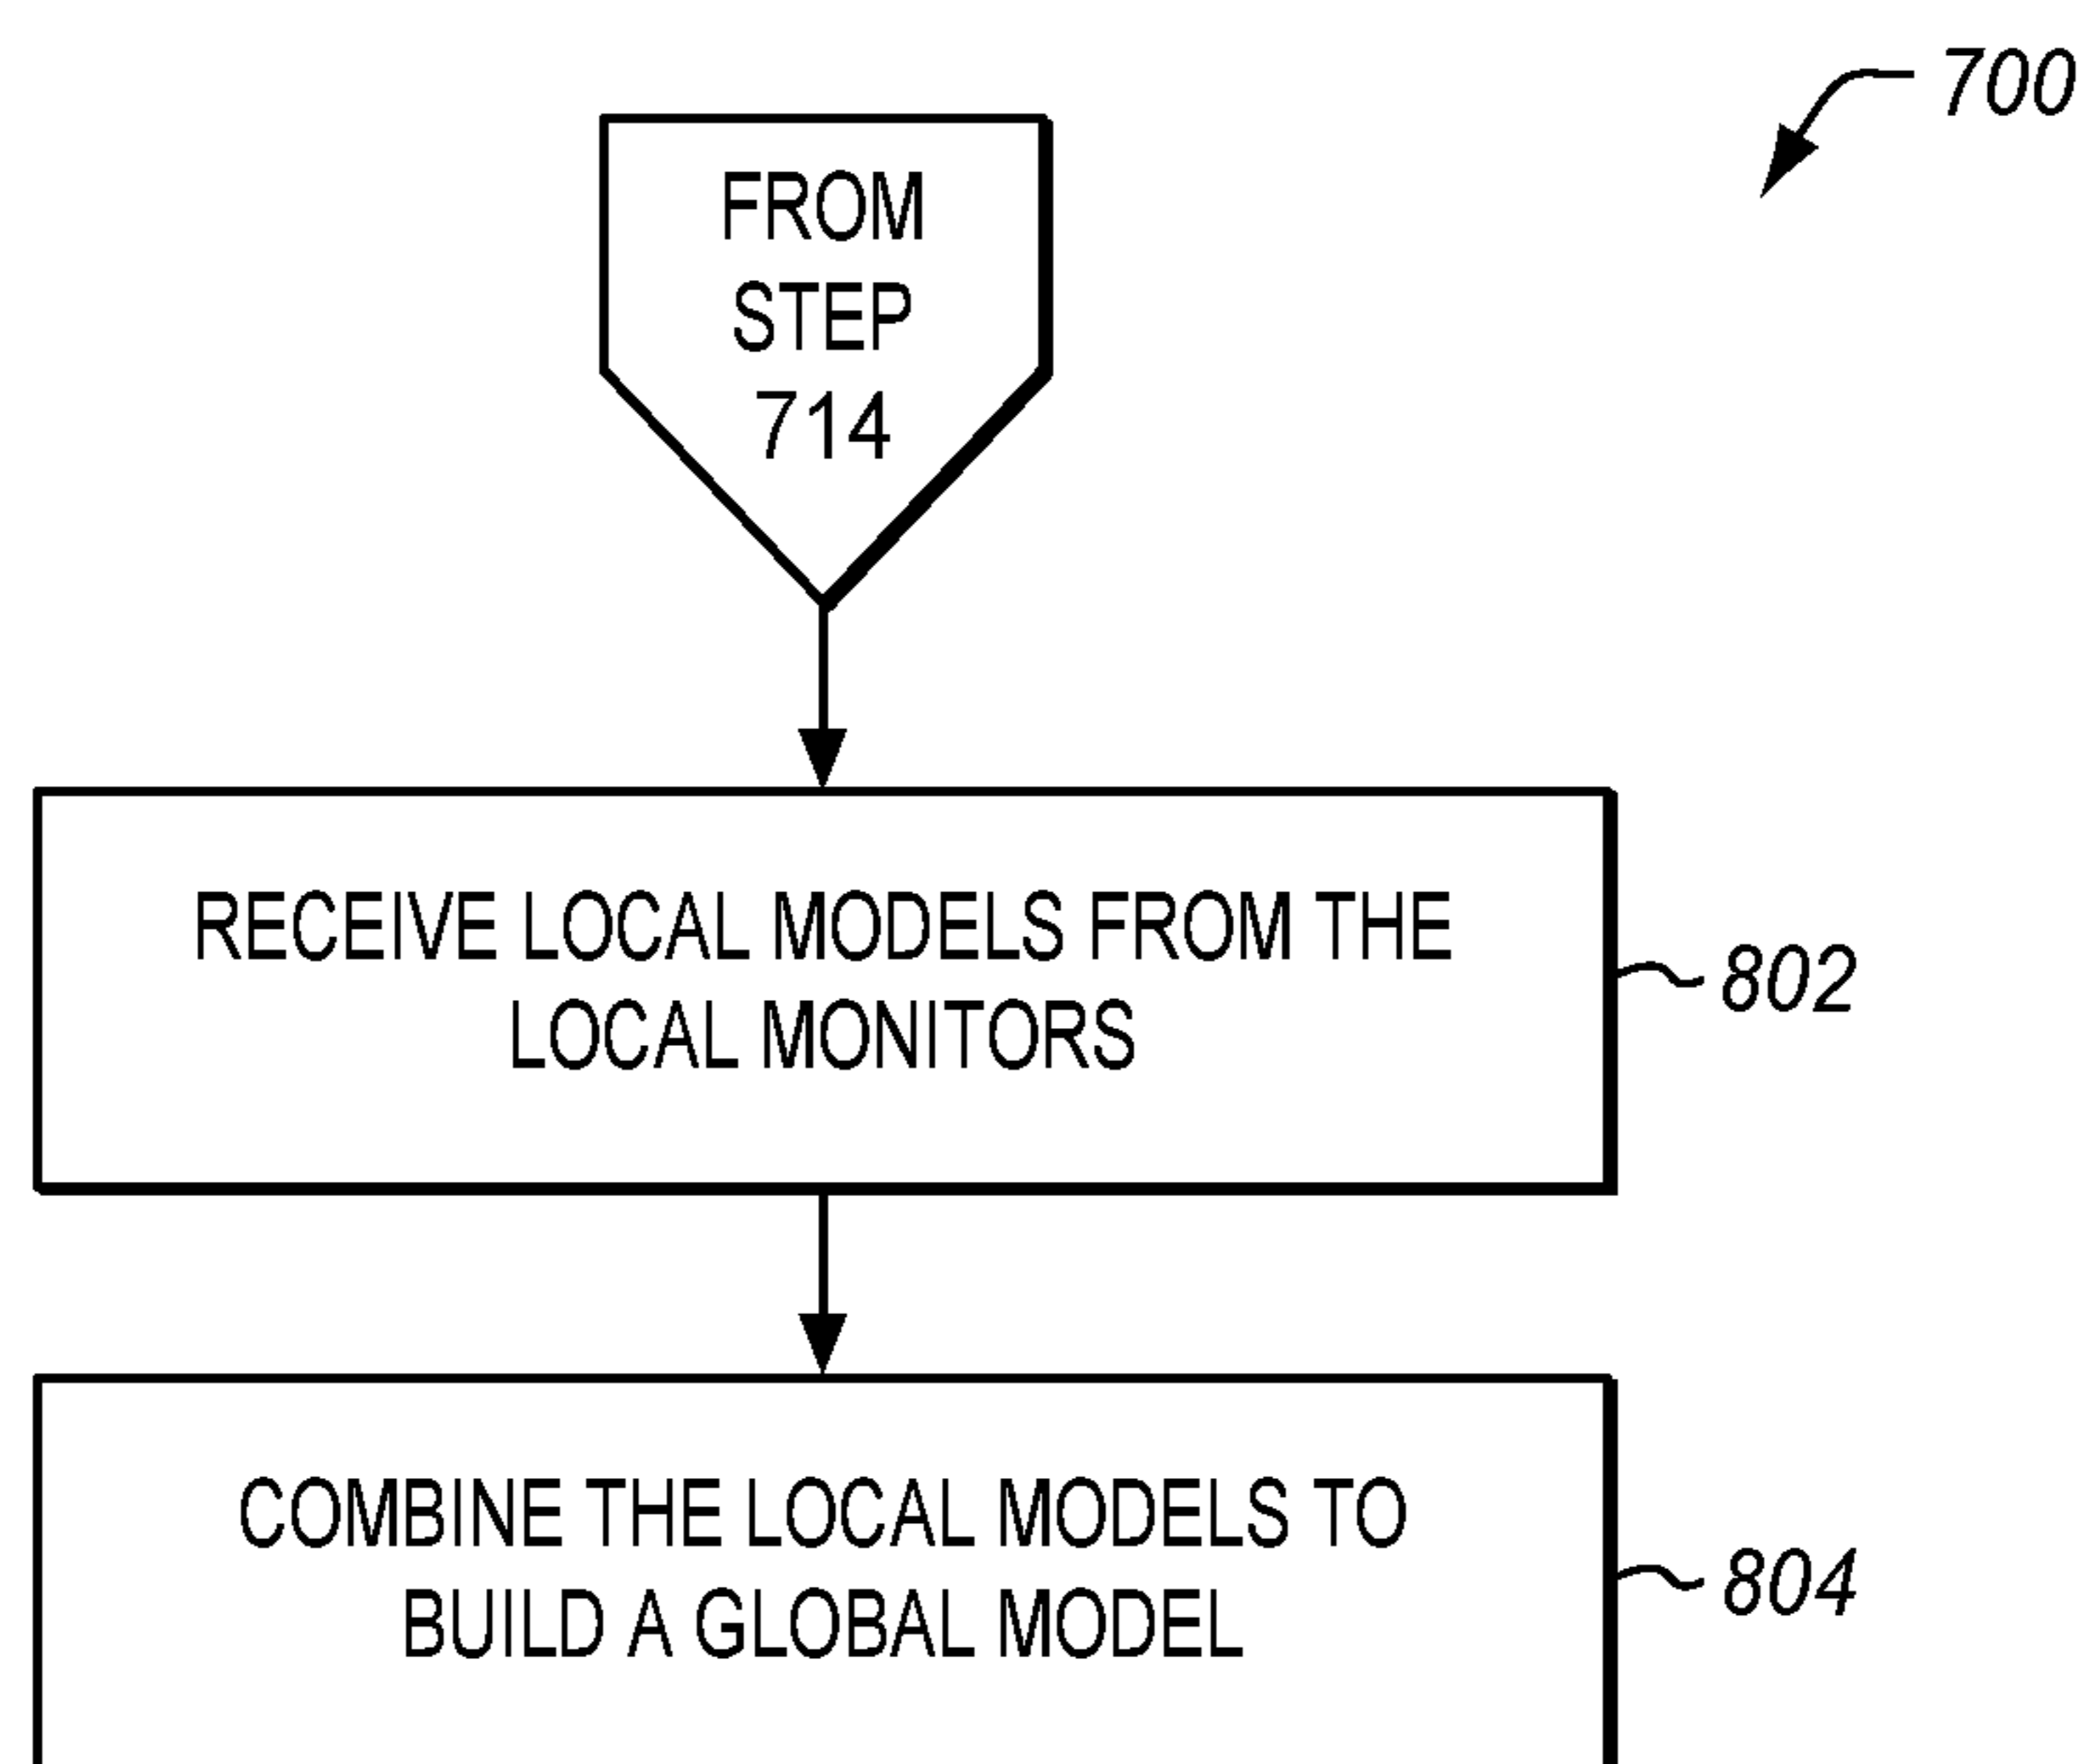 700
FROM
STEP
714
RECEIVE LOCAL MODELS FROM THE
LOCAL MONITORS
802
COMBINE THE LOCAL MODELS TO
BUILD A GLOBAL MODEL
804